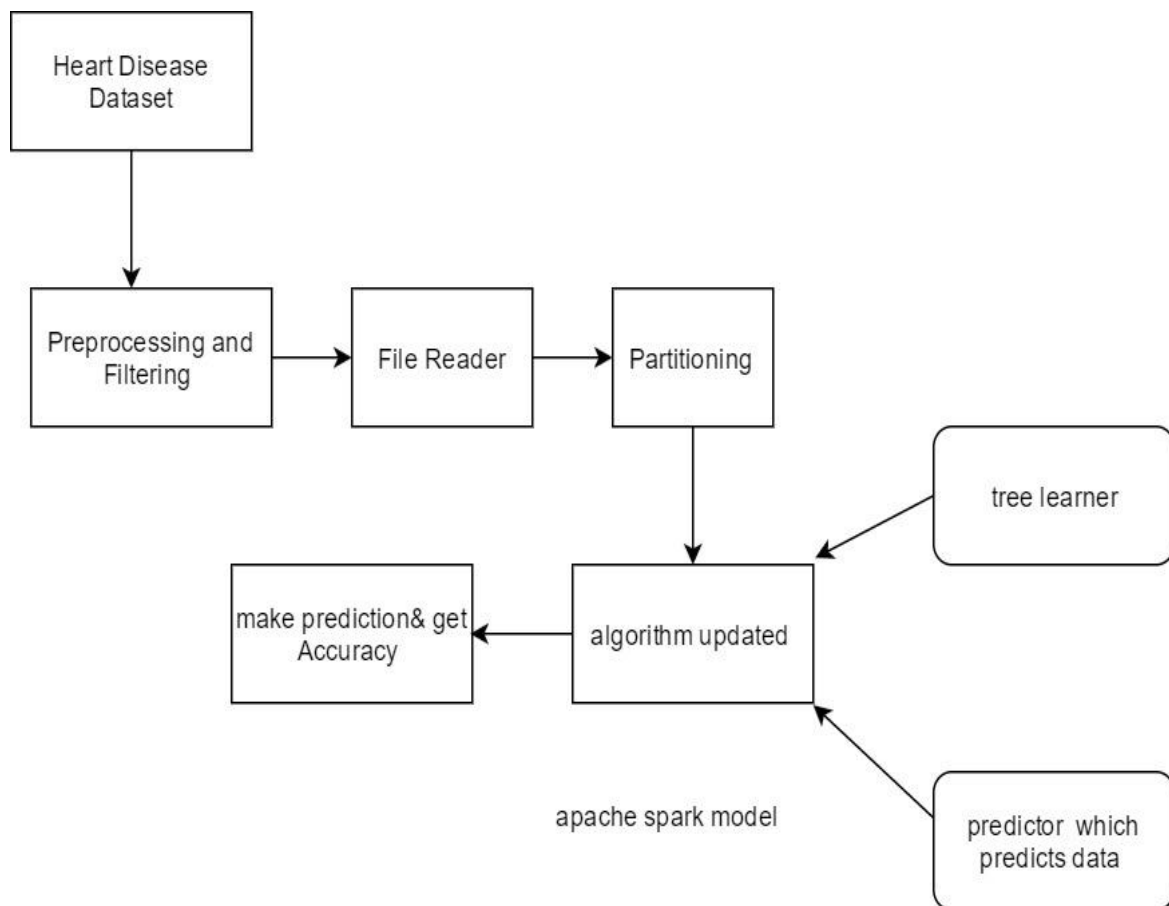 Heart Disease
Dataset
Preprocessing and
Filtering
File Reader
Partitioning
tree learner
make prediction& get
Accuracy
algorithm updated
apache spark model
predictor which
predicts data